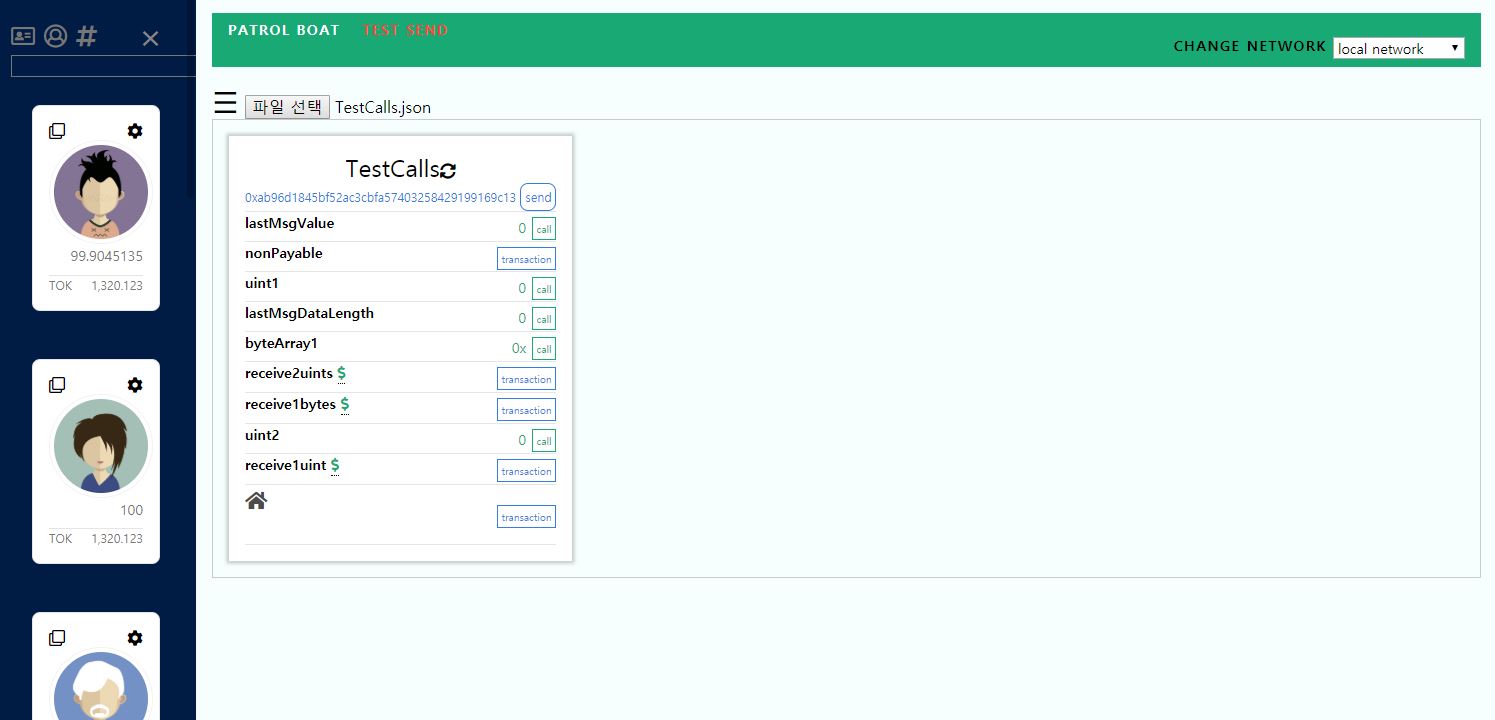 PATROL BOAT TEST SEND
CHANGE NETWORK local network
파일 선택 TestCalls.json
99.9045135
TOK 1,320.123
100
TOK 1,320.123
TestCalls
0xab96d1845bf52ac3cbfa57403258429199169c13 send
lastMsgValue 0 call
nonPayable transaction
uint1 0 call
lastMsgDataLength 0 call
byteArray1 0x call
receive2uints $ transaction
receive1bytes $ transaction
uint2 0 call
receive1uint $ transaction
transaction